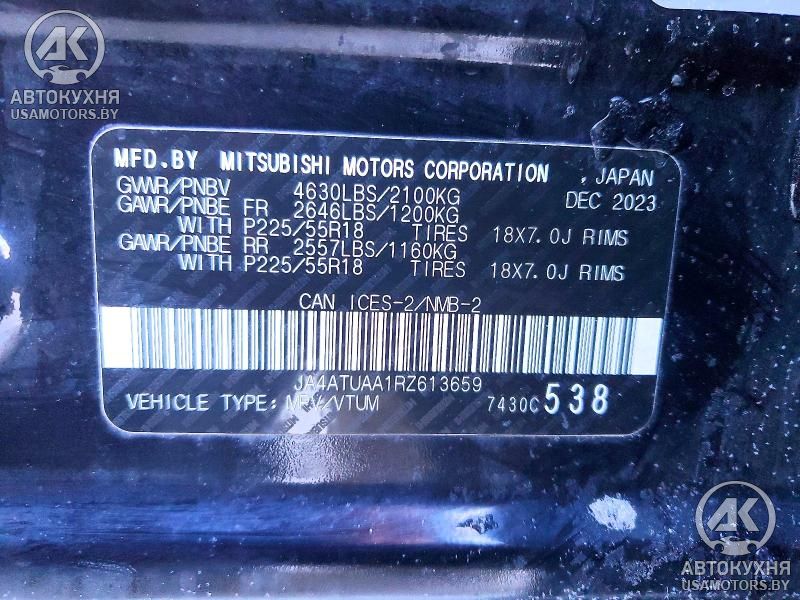 АК
АВТОКУХНЯ
USAMOTORS.BY
MFD.BY MITSUBISHI MOTORS CORPORATION , JAPAN
GVWR/PNBV 4630LBS/2100KG DEC 2023
GAWR/PNBE FR 2646LBS/1200KG
WITH P225/55R18 TIRES 18X7.0J RIMS
GAWR/PNBE RR 2557LBS/1160KG
WITH P225/55R18 TIRES 18X7.0J RIMS
CAN ICES-2/NMB-2
JA4ATUAA1RZ613659
VEHICLE TYPE: MPV/VTUM 7430C 538
АК
АВТОКУХНЯ
USAMOTORS.BY